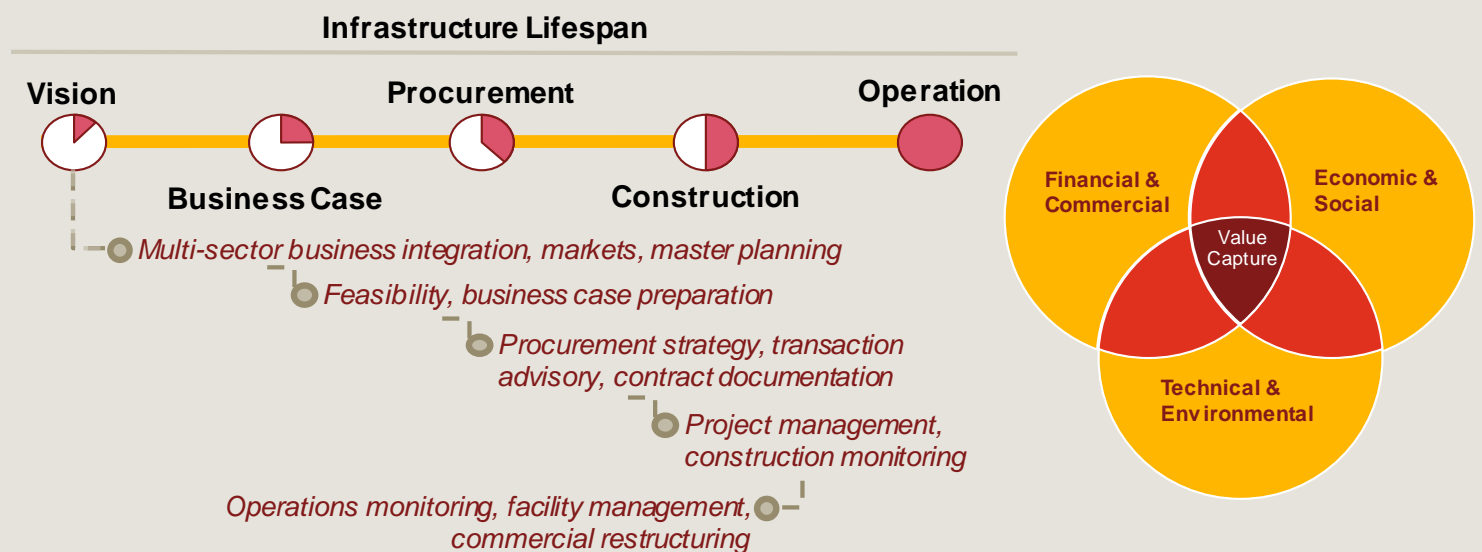 Infrastructure Lifespan
Vision
Procurement
Operation
Business Case
Construction
Multi-sector business integration, markets, master planning
Feasibility, business case preparation
Procurement strategy, transaction
advisory, contract documentation
Project management,
construction monitoring
Operations monitoring, facility management,
commercial restructuring
Financial &
Commercial
Economic &
Social
Value
Capture
Technical &
Environmental